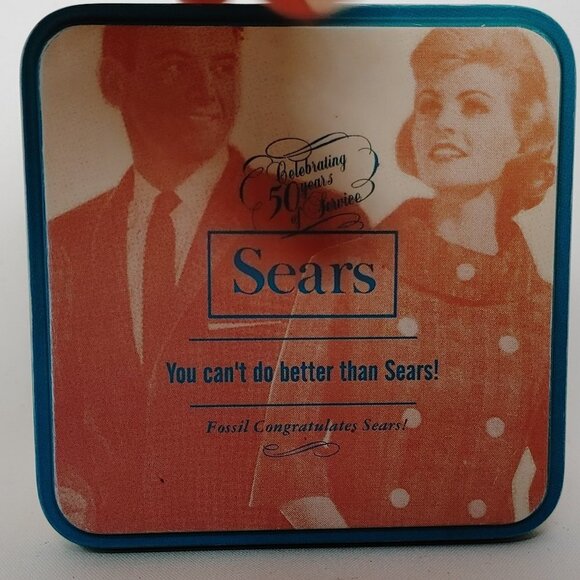 Celebrating
50 years
of Service
Sears
You can't do better than Sears!
Fossil Congratulates Sears!